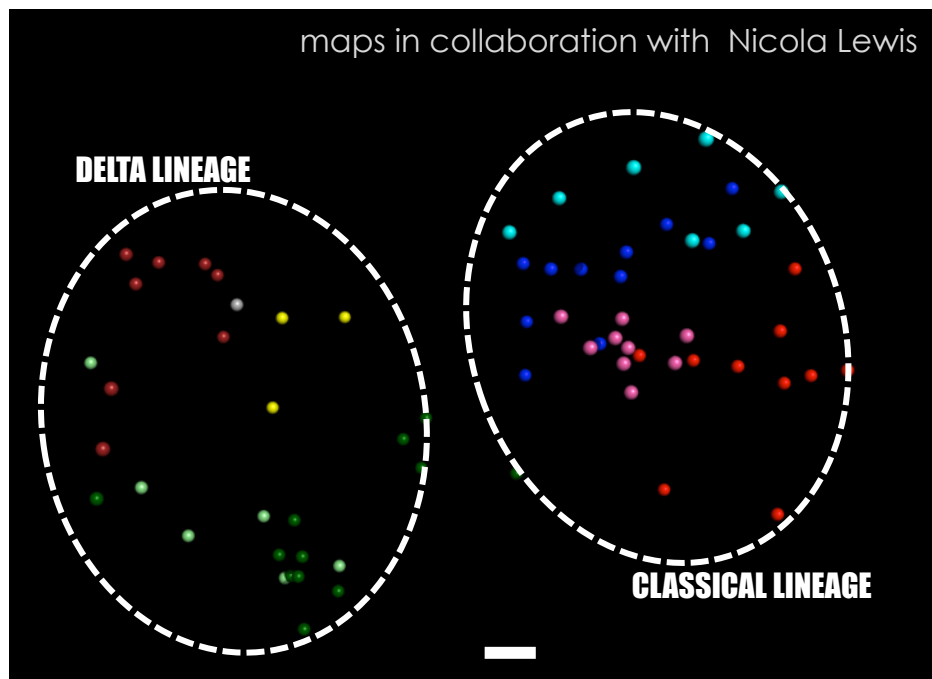 maps in collaboration with  Nicola Lewis
DELTA LINEAGE
CLASSICAL LINEAGE